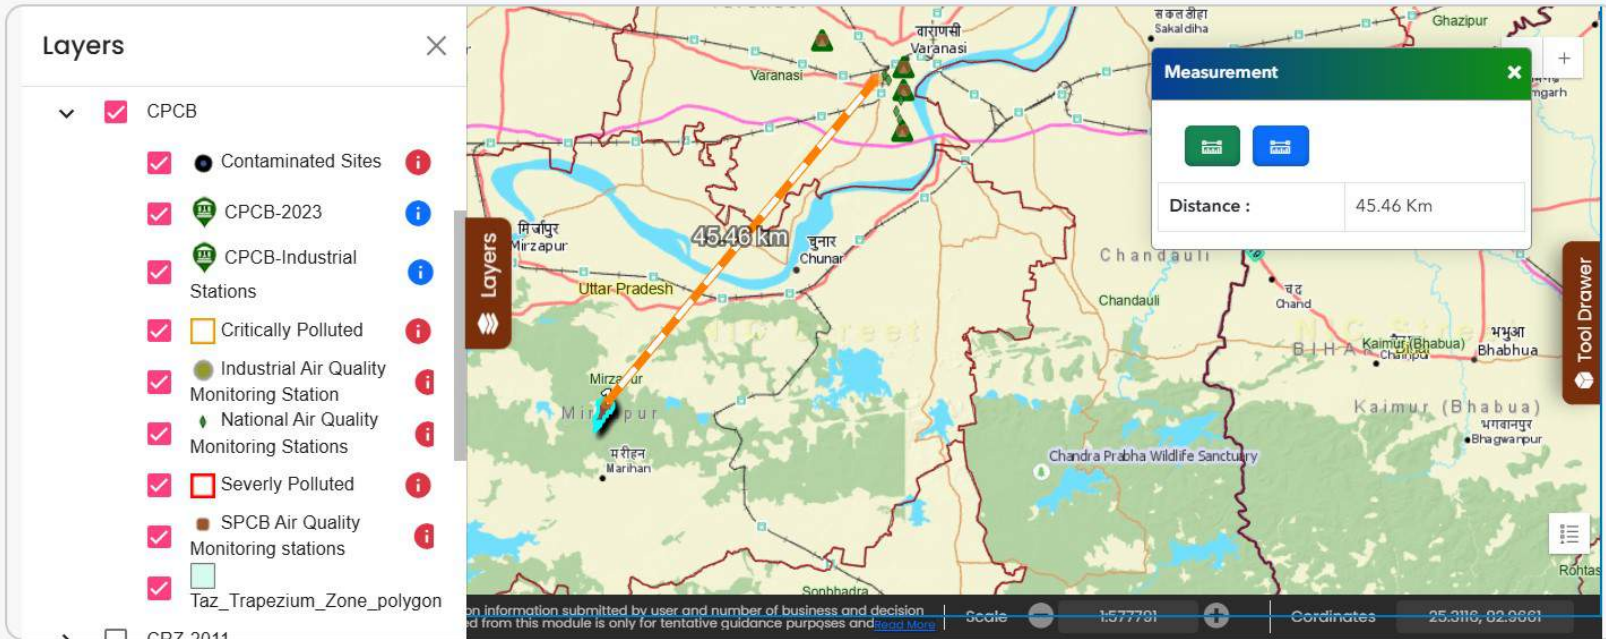 Layers
CPCB
Contaminated Sites
CPCB-2023
CPCB-Industrial
Stations
Critically Polluted
Industrial Air Quality
Monitoring Station
National Air Quality
Monitoring Stations
Severly Polluted
SPCB Air Quality
Monitoring stations
Taz_Trapezium_Zone_polygon
CRZ 2011
Layers
वाराणसी
Varanasi
Varanasi
सकलडीहा
Sakaldiha
Ghazipur
Measurement
Distance :
45.46 Km
45.46 km
मिर्जापुर
Mirzapur
चुनार
Chunar
Uttar Pradesh
Chandauli
Chandauli
चंद
Chand
NIC Street
BIHAR
Kaimur (Bhabua)
भभुआ
Bhabhua
Kaimur (Bhabua)
भगवानपुर
Bhagwanpur
Chandra Prabha Wildlife Sanctuary
मरीहन
Marihan
Sonbhadra
Rohtas
Tool Drawer
on information submitted by user and number of business and decision
ed from this module is only for tentative guidance purposes and Read More
Scale
1:577791
Cordinates
25.3116, 82.9661